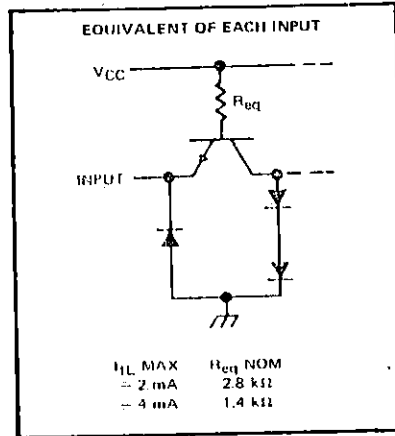 EQUIVALENT OF EACH INPUT
VCC
Req
INPUT
IIL MAX Req NOM
– 2 mA 2.8 kΩ
– 4 mA 1.4 kΩ